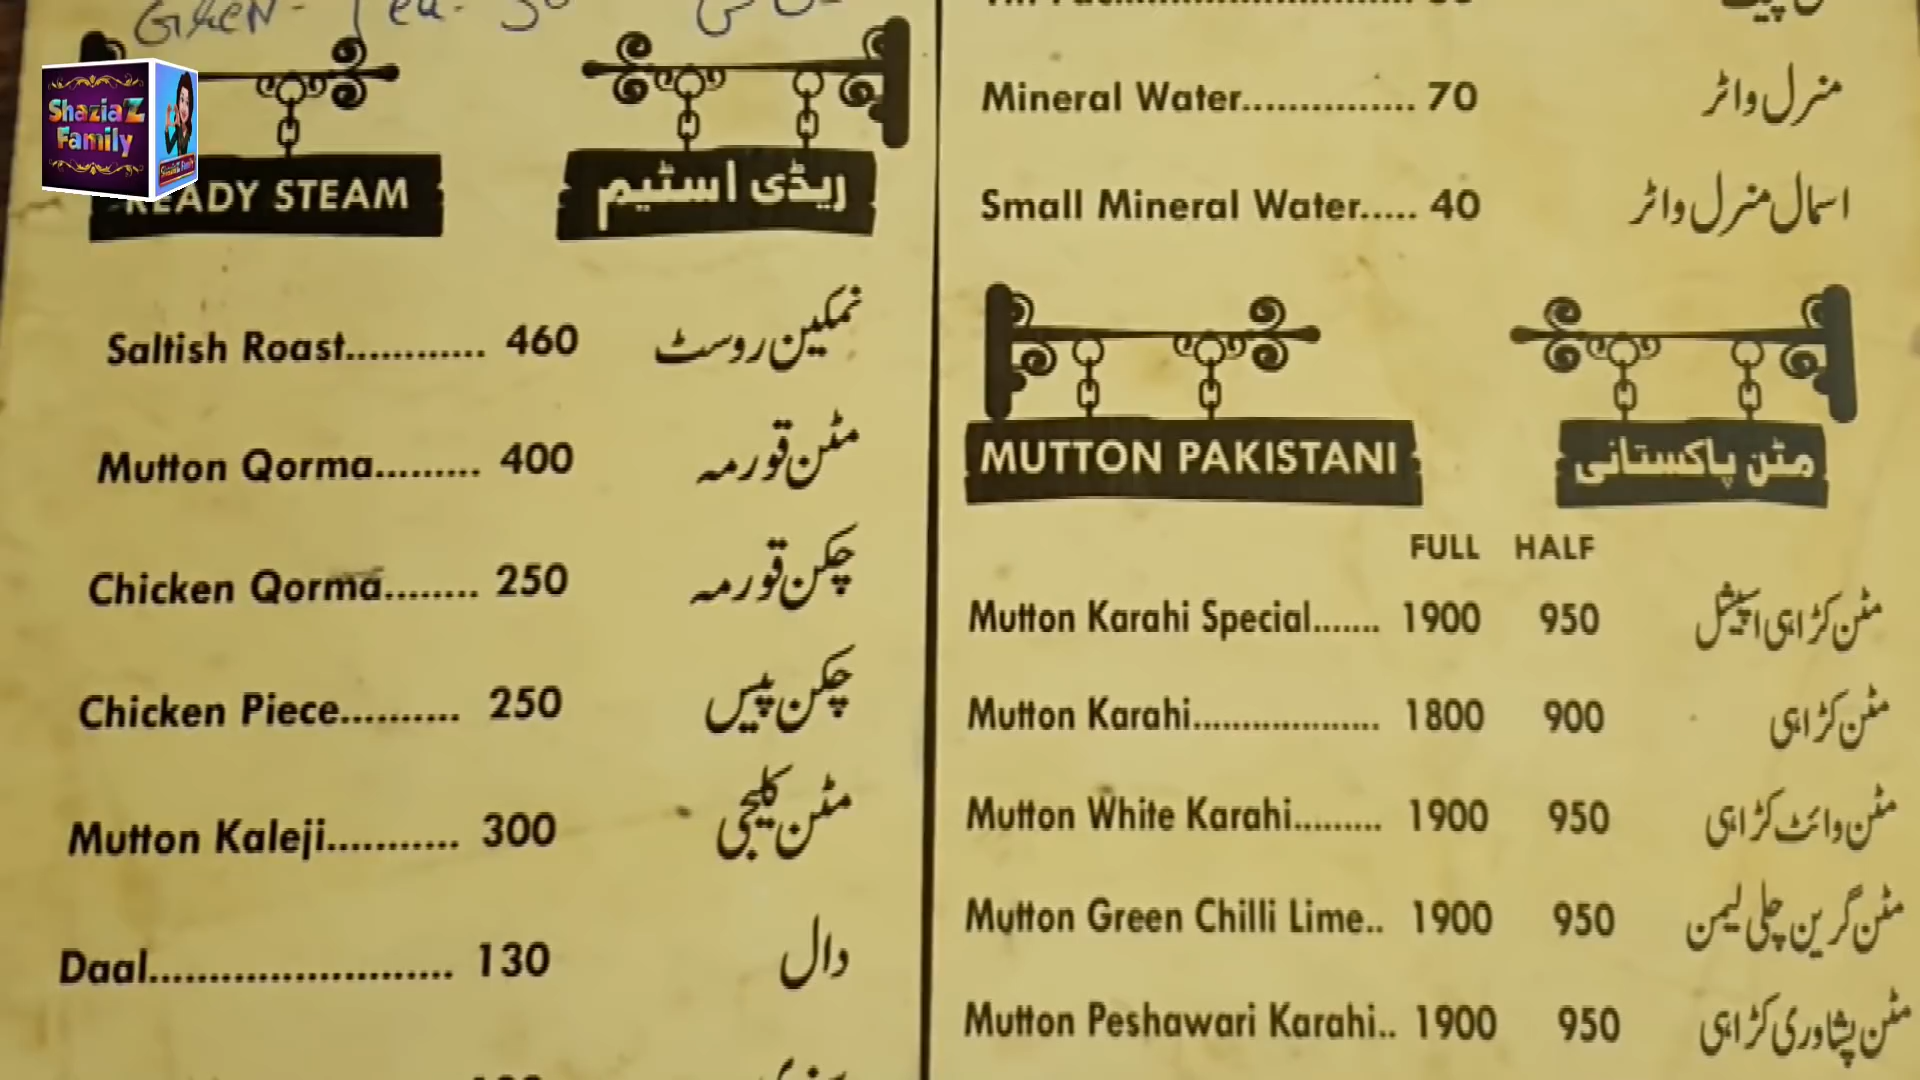 GREEN - Tea - 30
ShaziaZ
Family
READY STEAM
ریڈی اسٹیم
Saltish Roast............ 460 نمکین روسٹ
Mutton Qorma......... 400 مٹن قورمہ
Chicken Qorma........ 250 چکن قورمہ
Chicken Piece.......... 250 چکن پیس
Mutton Kaleji........... 300 مٹن کلیجی
Daal.......................... 130 دال
Mineral Water............... 70 منرل واٹر
Small Mineral Water..... 40 اسمال منرل واٹر
MUTTON PAKISTANI
مٹن پاکستانی
FULL HALF
Mutton Karahi Special....... 1900 950 مٹن کڑاہی اسپیشل
Mutton Karahi................... 1800 900 مٹن کڑاہی
Mutton White Karahi......... 1900 950 مٹن وائٹ کڑاہی
Mutton Green Chilli Lime.. 1900 950 مٹن گرین چلی لیمن
Mutton Peshawari Karahi.. 1900 950 مٹن پشاوری کڑاہی